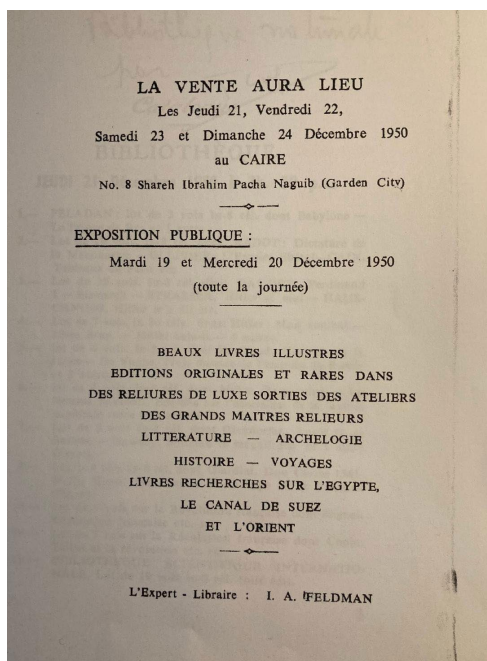 LA VENTE AURA LIEU
Les Jeudi 21, Vendredi 22,
Samedi 23 et Dimanche 24 Décembre 1950
au CAIRE
No. 8 Shareh Ibrahim Pacha Naguib (Garden City)
EXPOSITION PUBLIQUE :
Mardi 19 et Mercredi 20 Décembre 1950
(toute la journée)
BEAUX LIVRES ILLUSTRES
EDITIONS ORIGINALES ET RARES DANS
DES RELIURES DE LUXE SORTIES DES ATELIERS
DES GRANDS MAITRES RELIEURS
LITTERATURE — ARCHELOGIE
HISTOIRE — VOYAGES
LIVRES RECHERCHES SUR L'EGYPTE,
LE CANAL DE SUEZ
ET L'ORIENT
L'Expert - Libraire : I. A. FELDMAN